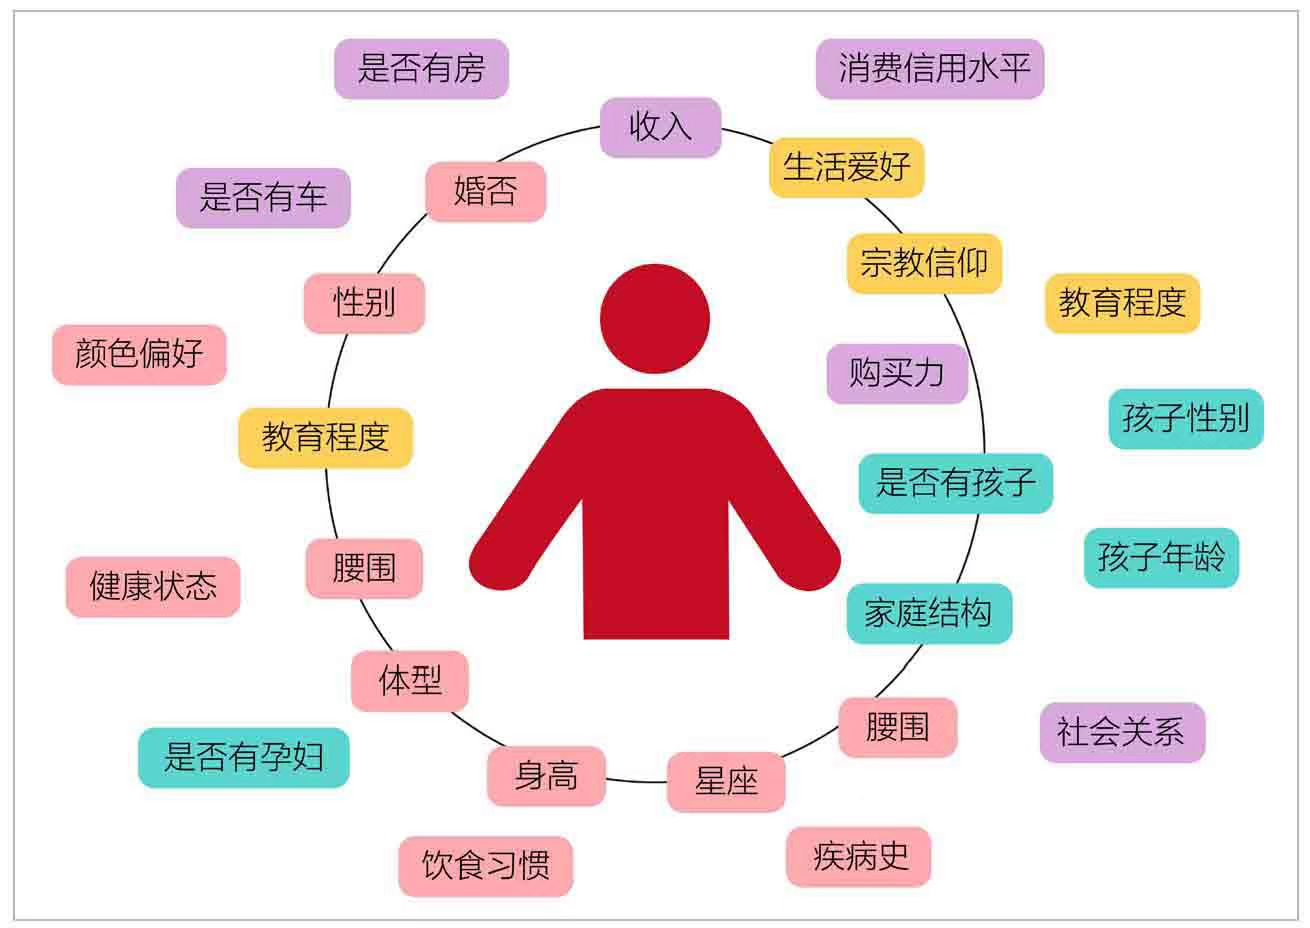 是否有房
消费信用水平
收入
生活爱好
婚否
是否有车
宗教信仰
性别
教育程度
颜色偏好
购买力
孩子性别
教育程度
是否有孩子
孩子年龄
腰围
健康状态
家庭结构
体型
腰围
社会关系
是否有孕妇
身高
星座
疾病史
饮食习惯